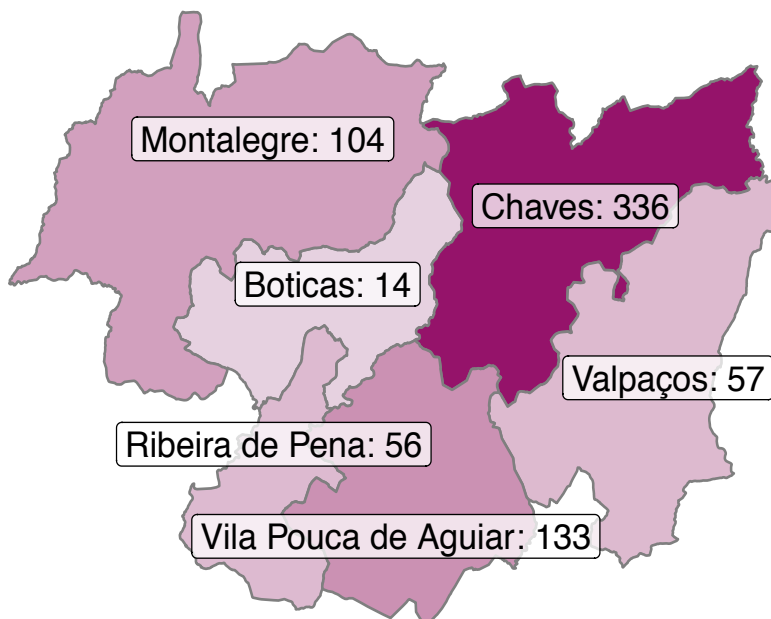 Montalegre: 104
Chaves: 336
Boticas: 14
Valpaços: 57
Ribeira de Pena: 56
Vila Pouca de Aguiar: 133